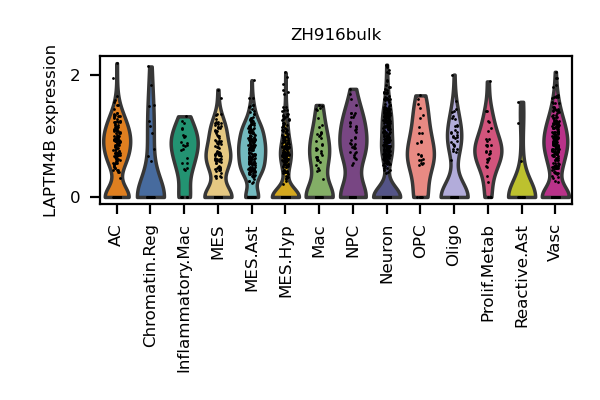 ZH916bulk
LAPTM4B expression
2
0
AC
Chromatin.Reg
Inflammatory.Mac
MES
MES.Ast
MES.Hyp
Mac
NPC
Neuron
OPC
Oligo
Prolif.Metab
Reactive.Ast
Vasc